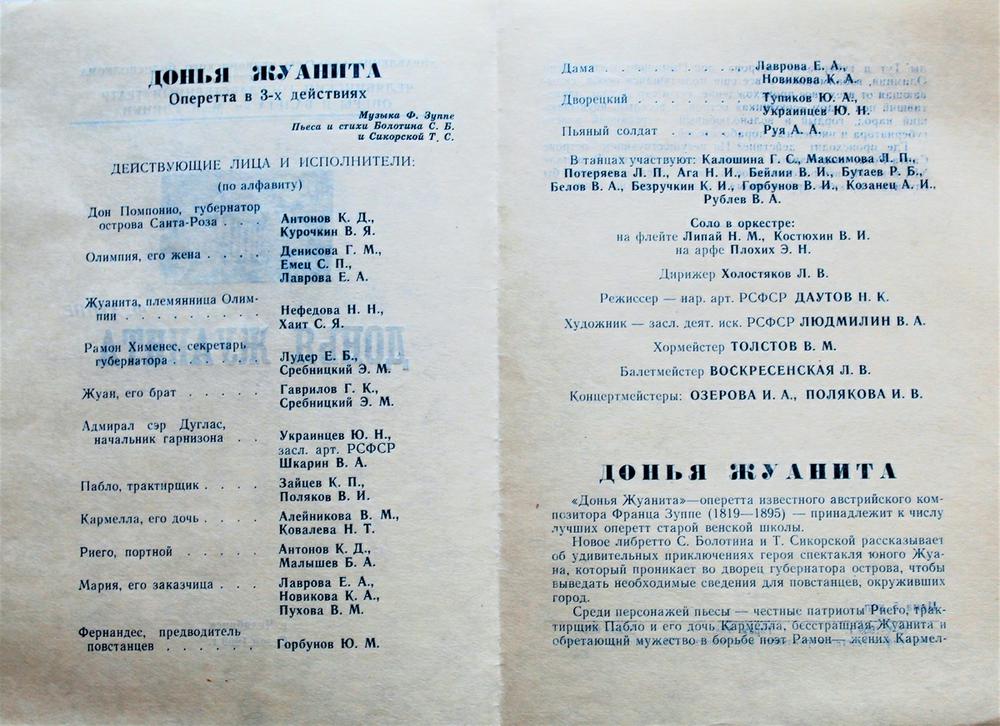 ДОНЬЯ ЖУАНИТА
Оперетта в 3-х действиях
Музыка Ф. Зуппе
Пьеса и стихи Болотина С. Б.
и Сикорской Т. С.
ДЕЙСТВУЮЩИЕ ЛИЦА И ИСПОЛНИТЕЛИ:
(по алфавиту)
Дон Помпонио, губернатор
острова Санта-Роза . . . Антонов К. Д.,
Курочкин В. Я.
Олимпия, его жена . . . . Денисова Г. М.,
Емец С. П.,
Лаврова Е. А.
Жуанита, племянница Олим-
пии . . . . . . . . Нефедова Н. Н.,
Хаит С. Я.
Рамон Хименес, секретарь
губернатора . . . . . Лудер Е. Б.,
Сребницкий Э. М.
Жуан, его брат . . . . . Гаврилов Г. К.,
Сребницкий Э. М.
Адмирал сэр Дуглас,
начальник гарнизона . . Украинцев Ю. Н.,
засл. арт. РСФСР
Шкарин В. А.
Пабло, трактирщик . . . . Зайцев К. П.,
Поляков В. И.
Кармелла, его дочь . . . . Алейникова В. М.,
Ковалева Н. Т.
Риего, портной . . . . . Антонов К. Д.,
Малышев Б. А.
Мария, его заказчица . . . Лаврова Е. А.,
Новикова К. А.,
Пухова В. М.
Фернандес, предводитель
повстанцев . . . . . . Горбунов Ю. М.
Дама . . . . . . . . Лаврова Е. А.,
Новикова К. А.
Дворецкий . . . . . . . Тупиков Ю. А.,
Украинцев Ю. Н.
Пьяный солдат . . . . . Руя А. А.
В танцах участвуют: Калошина Г. С., Максимова Л. П.,
Потеряева Л. П., Ага Н. И., Бейлин В. И., Бутаев Р. Б.,
Белов В. А., Безручкин К. И., Горбунов В. И., Козанец А. И.,
Рублев В. А.
Соло в оркестре:
на флейте Липай Н. М., Костюхин В. И.
на арфе Плохих Э. Н.
Дирижер Холостяков Л. В.
Режиссер — нар. арт. РСФСР ДАУТОВ Н. К.
Художник — засл. деят. иск. РСФСР ЛЮДМИЛИН В. А.
Хормейстер ТОЛСТОВ В. М.
Балетмейстер ВОСКРЕСЕНСКАЯ Л. В.
Концертмейстеры: ОЗЕРОВА И. А., ПОЛЯКОВА И. В.
ДОНЬЯ ЖУАНИТА
«Донья Жуанита»—оперетта известного австрийского ком-
позитора Франца Зуппе (1819—1895) — принадлежит к числу
лучших оперетт старой венской школы.
Новое либретто С. Болотина и Т. Сикорской рассказывает
об удивительных приключениях героя спектакля юного Жуа-
на, который проникает во дворец губернатора острова, чтобы
выведать необходимые сведения для повстанцев, окруживших
город.
Среди персонажей пьесы — честные патриоты Риего, трак-
тирщик Пабло и его дочь Кармелла, бесстрашная Жуанита и
обретающий мужество в борьбе поэт Рамон — жених Кармел-